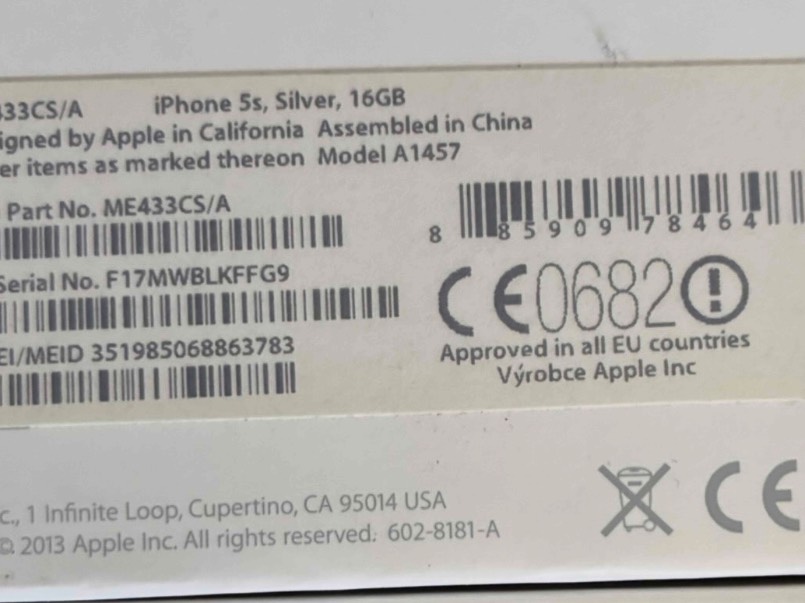 433CS/A iPhone 5s, Silver, 16GB
igned by Apple in California Assembled in China
er items as marked thereon Model A1457
Part No. ME433CS/A
Serial No. F17MWBLKFFG9
EI/MEID 351985068863783
8 85909 78464
CE0682
Approved in all EU countries
Výrobce Apple Inc
c., 1 Infinite Loop, Cupertino, CA 95014 USA
© 2013 Apple Inc. All rights reserved. 602-8181-A
CE